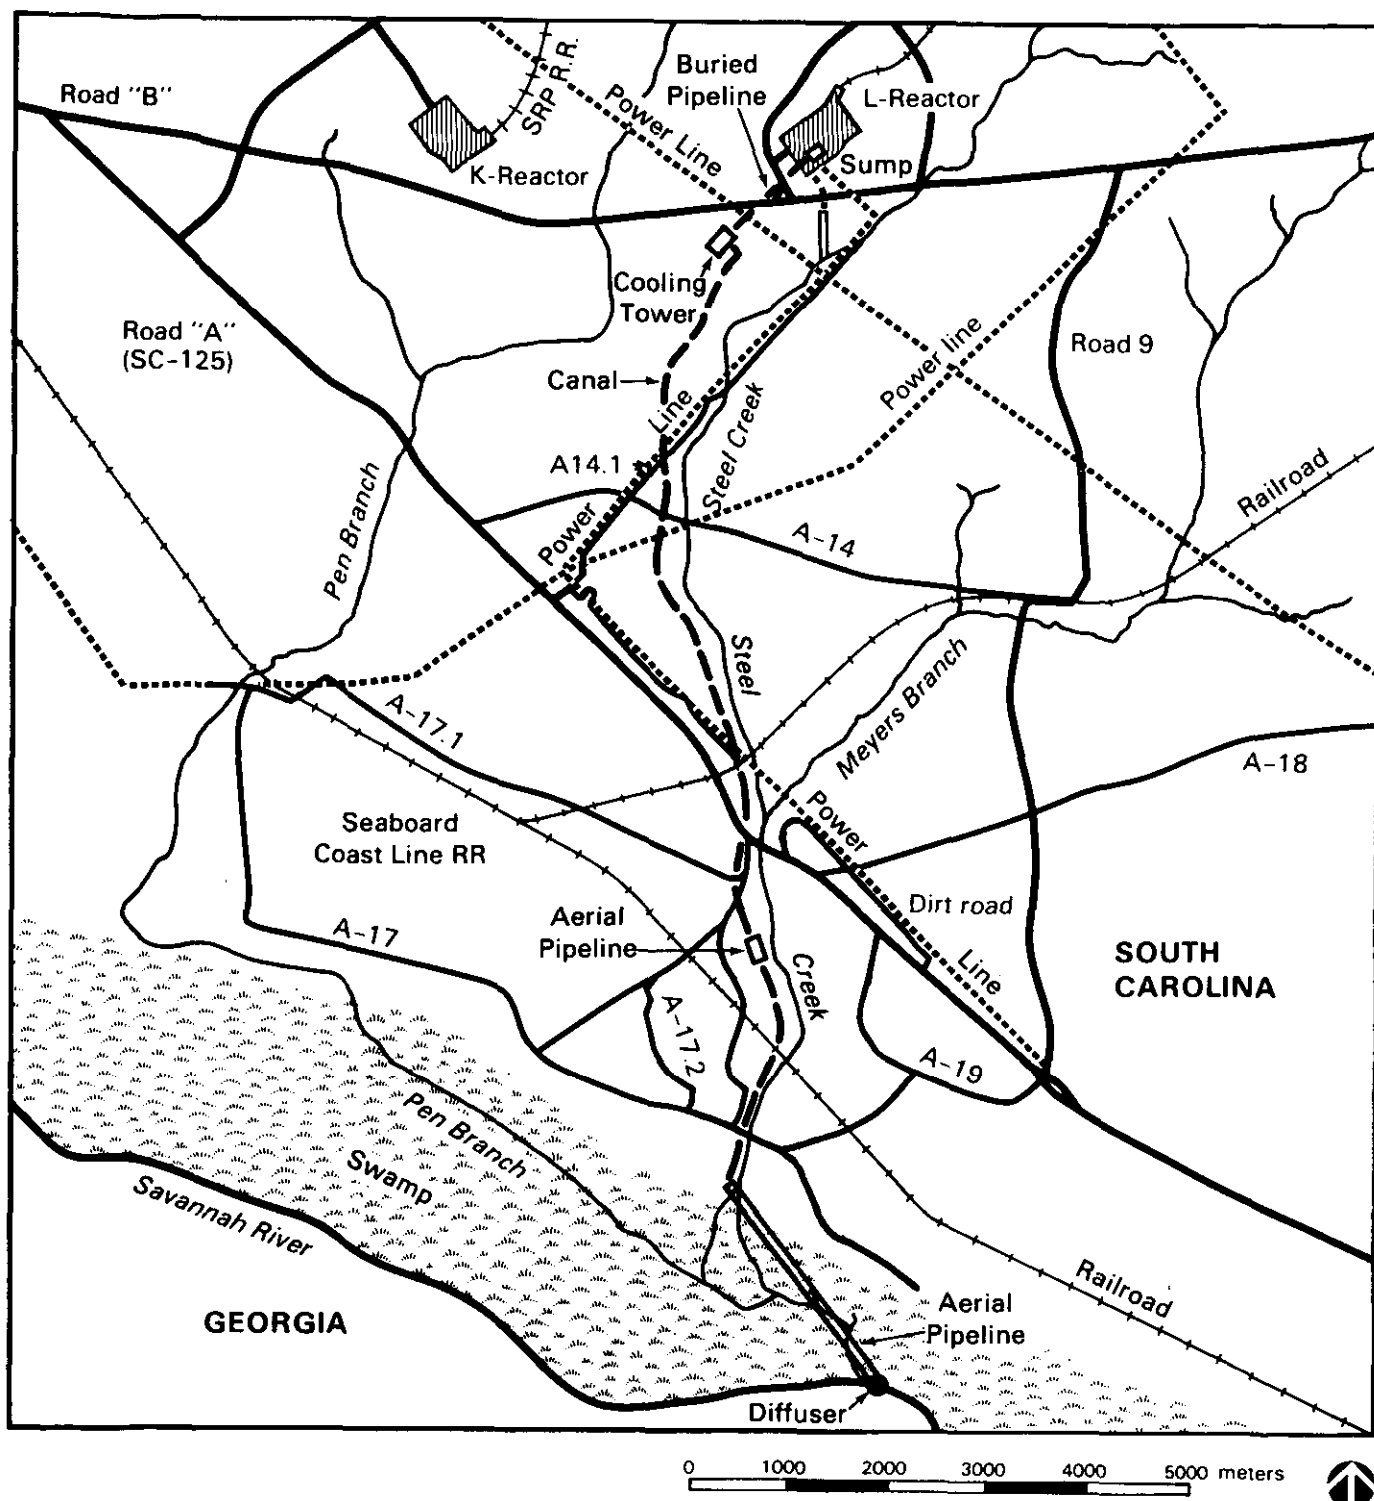 Road "B"
SRP R.R.
Buried
Pipeline
Power Line
L-Reactor
K-Reactor
Sump
Cooling
Tower
Road "A"
(SC-125)
Road 9
Power line
Canal
Line
Steel Creek
A14.1
Pen Branch
Power
A-14
Railroad
Steel
Meyers Branch
A-17.1
A-18
Power
Seaboard
Coast Line RR
Dirt road
Aerial
Pipeline
A-17
Line
SOUTH
CAROLINA
Creek
A-17.2
A-19
Pen Branch
Swamp
Savannah River
Railroad
GEORGIA
Aerial
Pipeline
Diffuser
0 1000 2000 3000 4000 5000 meters